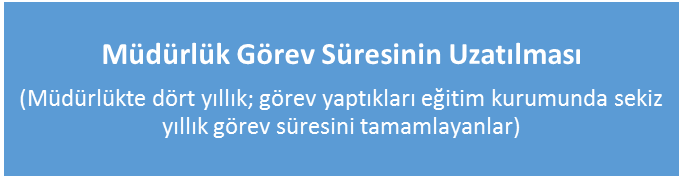 Müdürlük Görev Süresinin Uzatılması
(Müdürlükte dört yıllık; görev yaptıkları eğitim kurumunda sekiz
yıllık görev süresini tamamlayanlar)